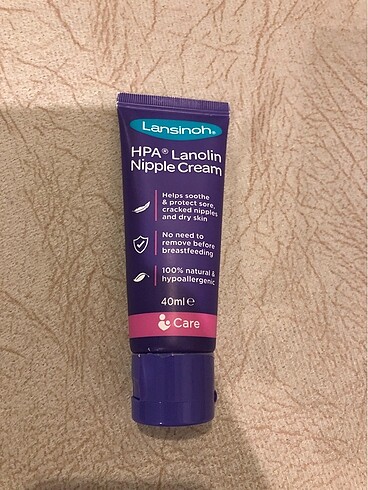 Lansinoh®
HPA® Lanolin
Nipple Cream
Helps soothe
& protect sore,
cracked nipples
and dry skin
No need to
remove before
breastfeeding
100% natural &
hypoallergenic
40ml ℮
Care